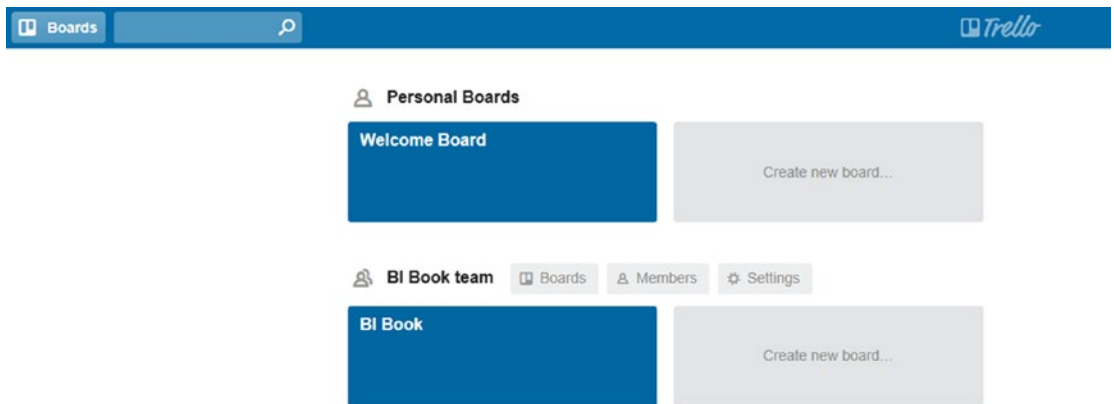 Boards
Trello
Personal Boards
Welcome Board
Create new board...
BI Book team Boards Members Settings
BI Book
Create new board...